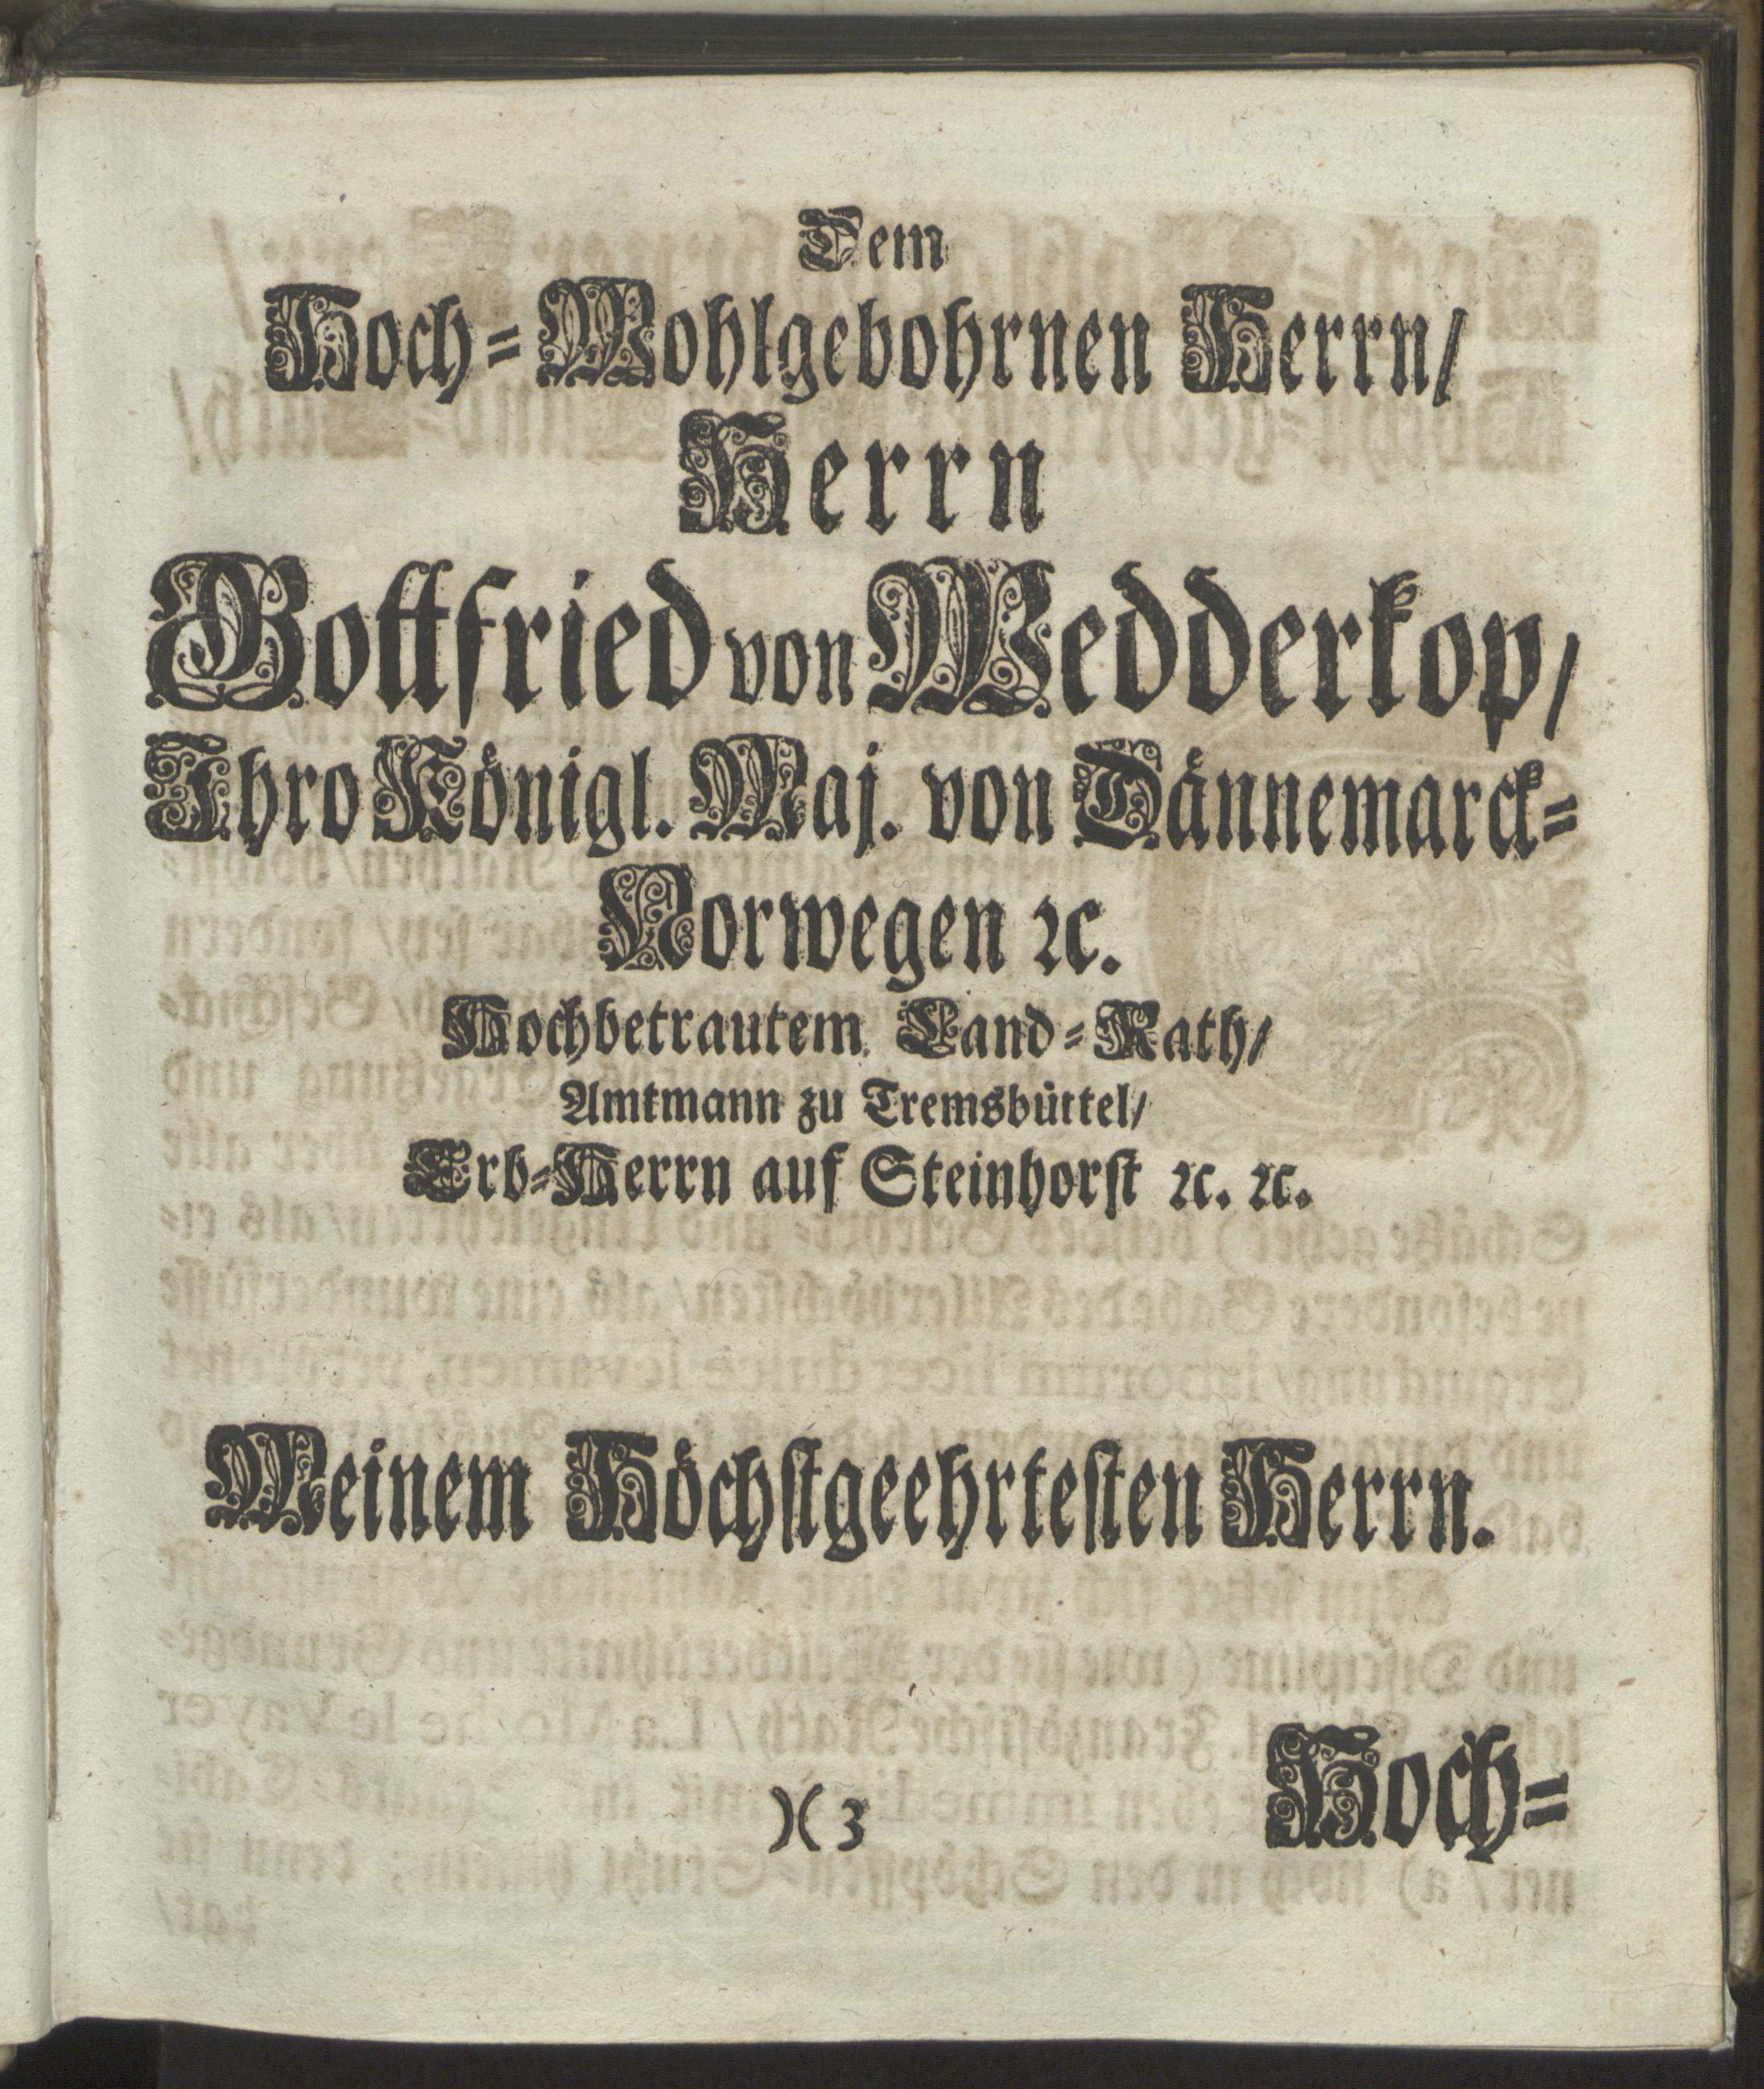 Dem
Hoch=Wohlgebohrnen Herrn/
Herrn
Gottfried von Wedderkop/
Ihro Königl. Maj. von Dännemarck=
Norwegen ꝛc.
Hochbetrautem Land=Rath/
Amtmann zu Tremsbüttel/
Erb=Herrn auf Steinhorst ꝛc. ꝛc.
Meinem Höchstgeehrtesten Herrn.
)(3
Hoch=